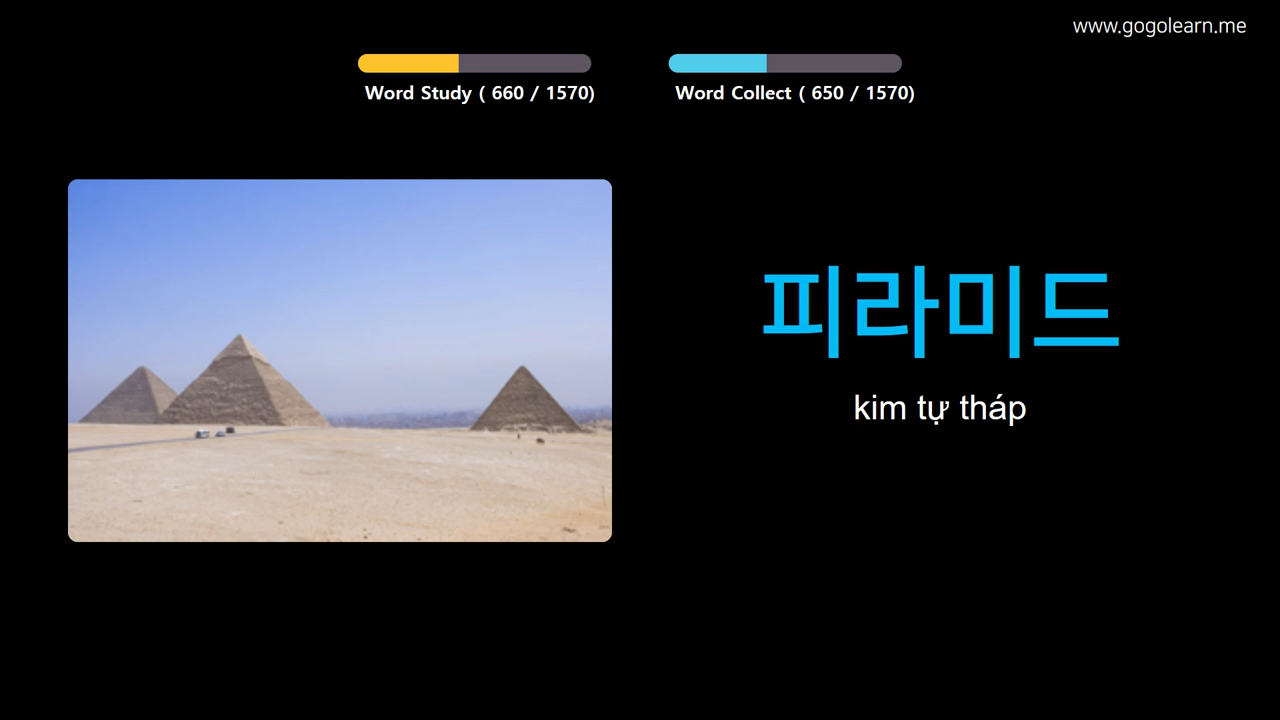 www.gogolearn.me
Word Study ( 660 / 1570)
Word Collect ( 650 / 1570)
피라미드
kim tự tháp